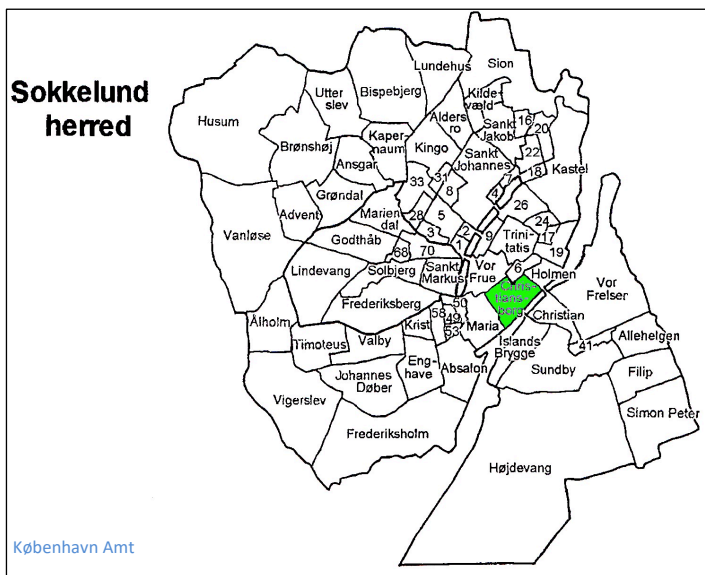 Sokkelund
herred
Lundehus
Sion
Utter
slev
Bispebjerg
Husum
Kilde-
væld
Alders
ro
Sankt
Jakob
16
20
Brønshøj
Kaper-
naum
Kingo
Sankt
Johannes
22
Ansgar
18
Kastel
33
31
7
8
4
Grøndal
26
Advent
Marien
dal
28
5
24
Vanløse
3
2
9
Trini-
tatis
17
Godthåb
68
70
1
19
Lindevang
Solbjerg
Sankt
Markus
Vor
Frue
6
Holmen
Vor
Frelser
Frederiksberg
Chris-
tians-
borg
50
58
49
Christian
Ålholm
Krist
53
Maria
Allehelgen
Timoteus
Valby
Islands
Brygge
41
Eng-
have
Absalon
Sundby
Filip
Johannes
Døber
Vigerslev
Simon Peter
Frederiksholm
Højdevang
København Amt